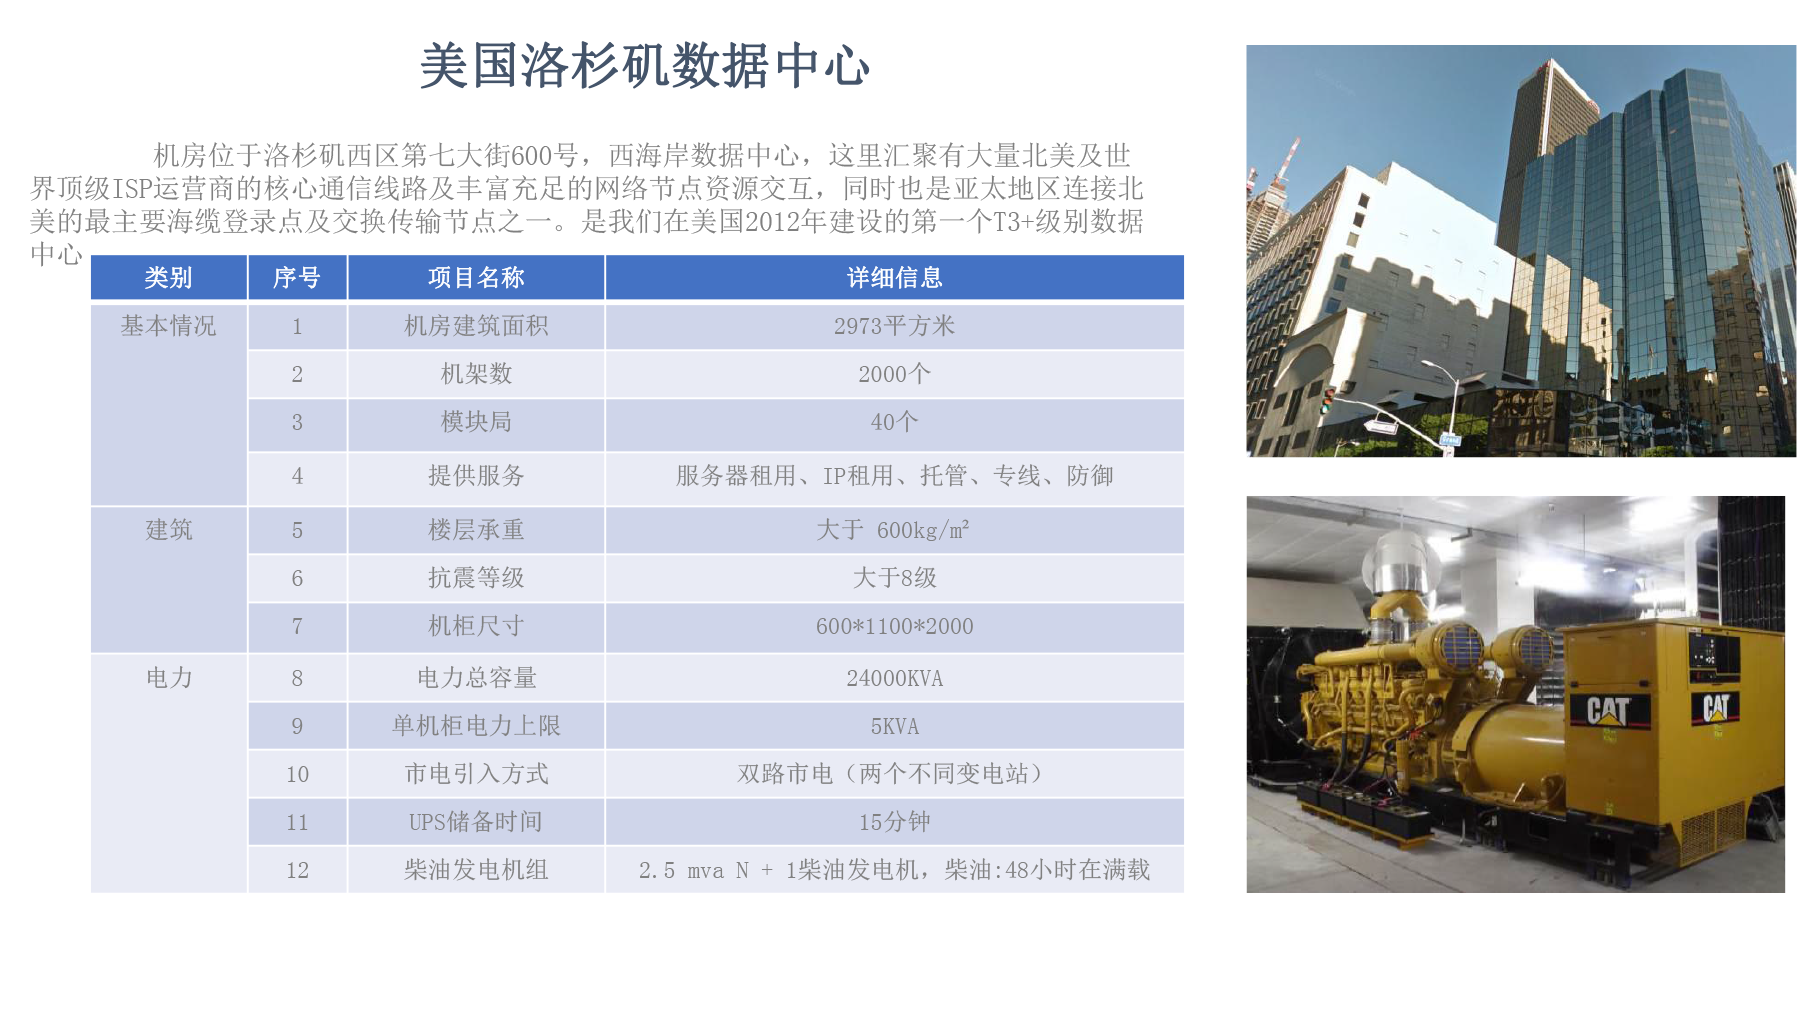 美国洛杉矶数据中心
机房位于洛杉矶西区第七大街600号，西海岸数据中心，这里汇聚有大量北美及世
界顶级ISP运营商的核心通信线路及丰富充足的网络节点资源交互，同时也是亚太地区连接北
美的最主要海缆登录点及交换传输节点之一。是我们在美国2012年建设的第一个T3+级别数据
中心
类别 序号 项目名称 详细信息
基本情况 1 机房建筑面积 2973平方米
2 机架数 2000个
3 模块局 40个
4 提供服务 服务器租用、IP租用、托管、专线、防御
建筑 5 楼层承重 大于 600kg/m²
6 抗震等级 大于8级
7 机柜尺寸 600*1100*2000
电力 8 电力总容量 24000KVA
9 单机柜电力上限 5KVA
10 市电引入方式 双路市电（两个不同变电站）
11 UPS储备时间 15分钟
12 柴油发电机组 2.5 mva N + 1柴油发电机，柴油:48小时在满载
CAT
CAT